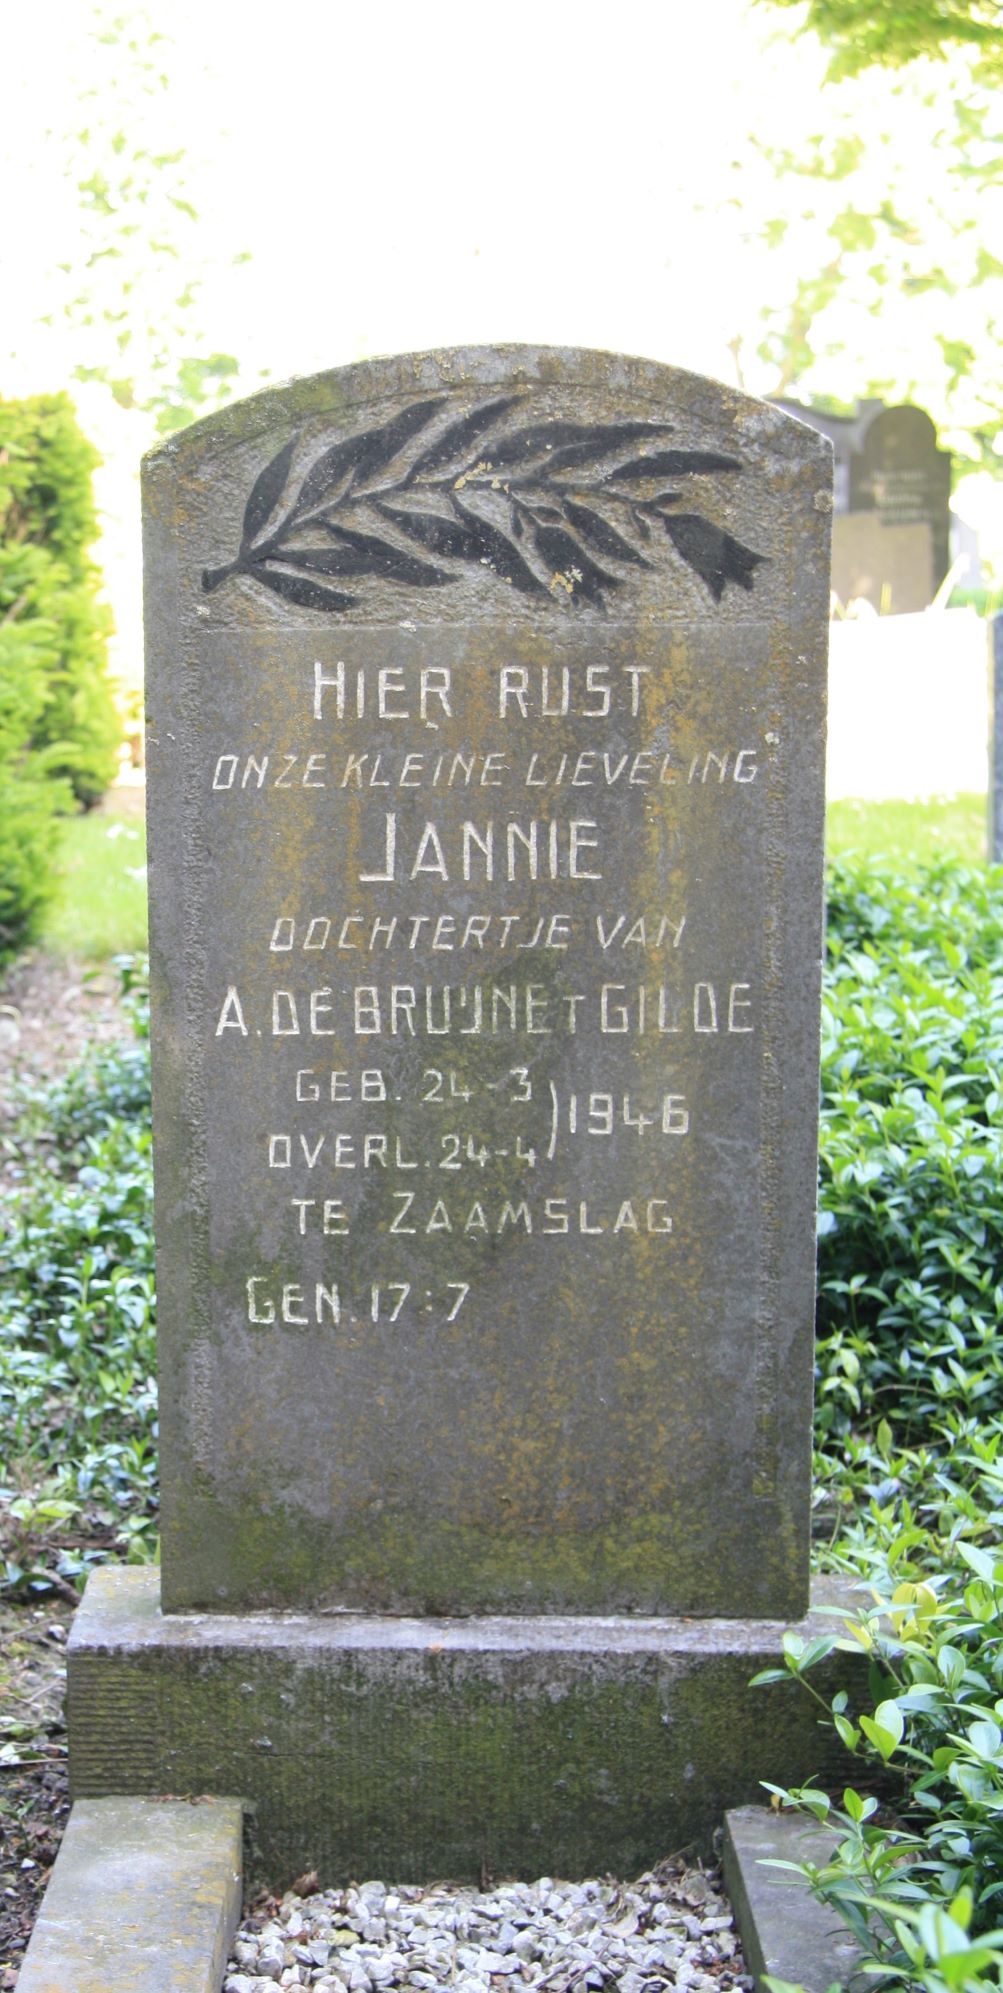 HIER RUST
ONZE KLEINE LIEVELING
JANNIE
DOCHTERTJE VAN
A. DE BRUIJNE T GILDE
GEB. 24-3
OVERL. 24-4 ) 1946
TE ZAAMSLAG
GEN. 17:7